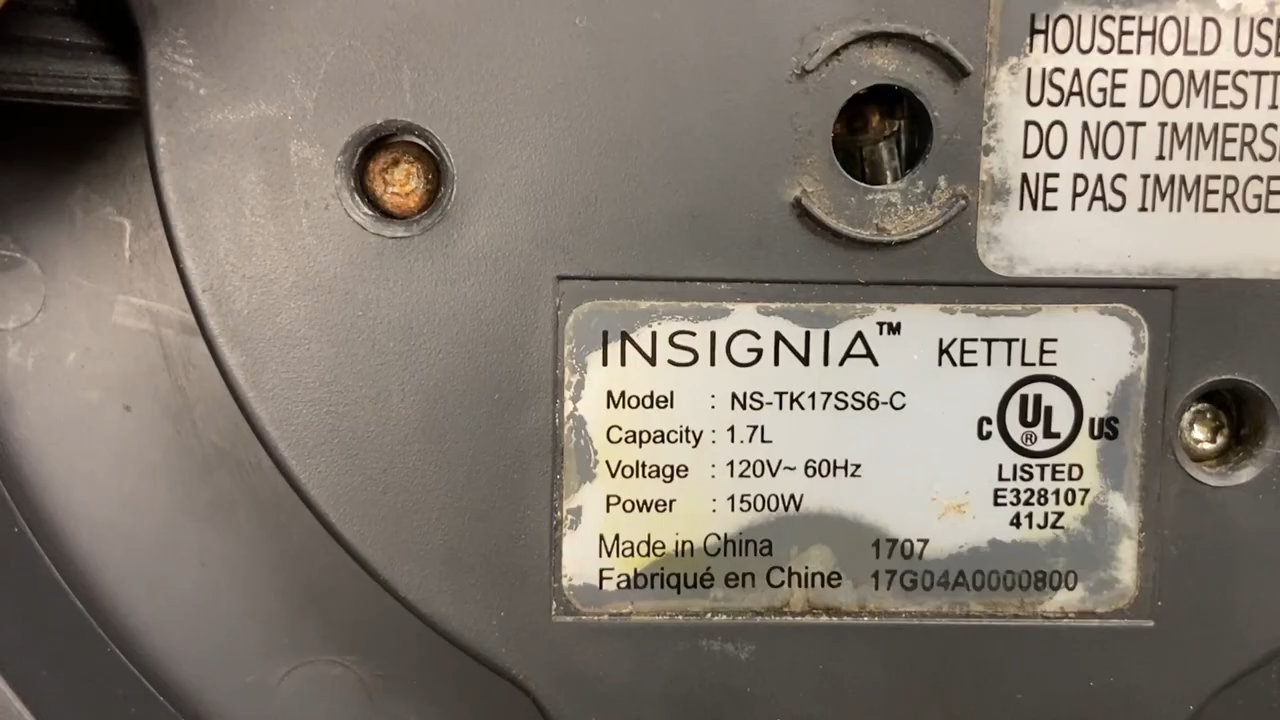 HOUSEHOLD USE
USAGE DOMESTI
DO NOT IMMERS
NE PAS IMMERGE
INSIGNIA™ KETTLE
Model : NS-TK17SS6-C
Capacity : 1.7L
Voltage : 120V~ 60Hz
Power : 1500W
C UL® US
LISTED
E328107
41JZ
Made in China 1707
Fabriqué en Chine 17G04A0000800